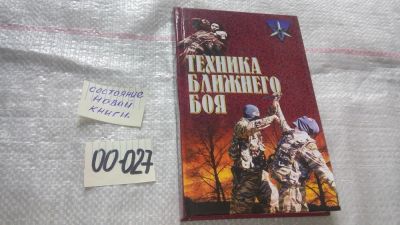 ТЕХНИКА
БЛИЖНЕГО
БОЯ
СОСТОЯНИЕ
НОВОЙ
КНИГИ
00-027